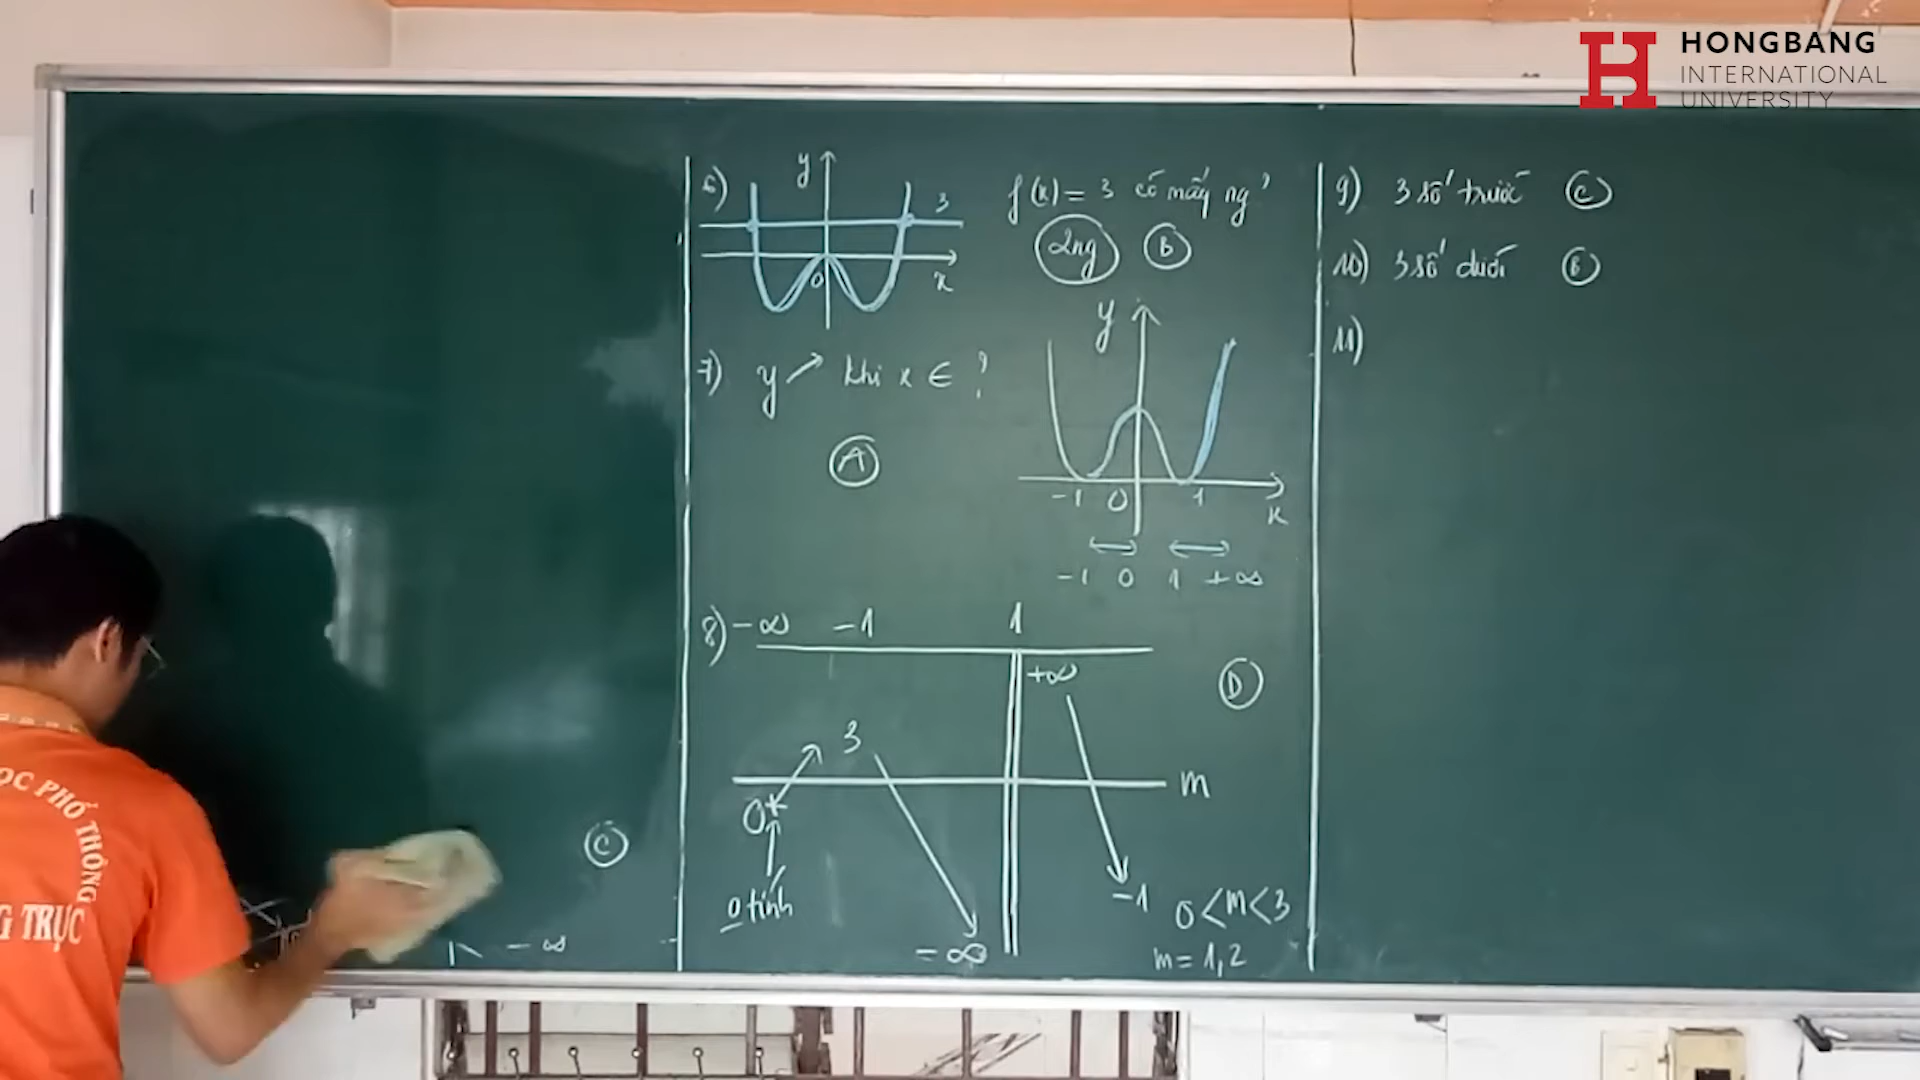 HONGBANG
INTERNATIONAL
UNIVERSITY
ỌC PHỔ THÔNG
G TRỰC
C
- ∞
6) y
3
0 x
f(x) = 3 có mấy ng?
2ng B
7) y ↗ khi x ∈ ?
A
y
-1 0 1 x
-1 0 1 +∞
8) -∞ -1 1
+∞
D
3
m
0+
0 tính
-∞
-1
0 < m < 3
m = 1, 2
9) 3 số trước C
10) 3 số dưới B
11)